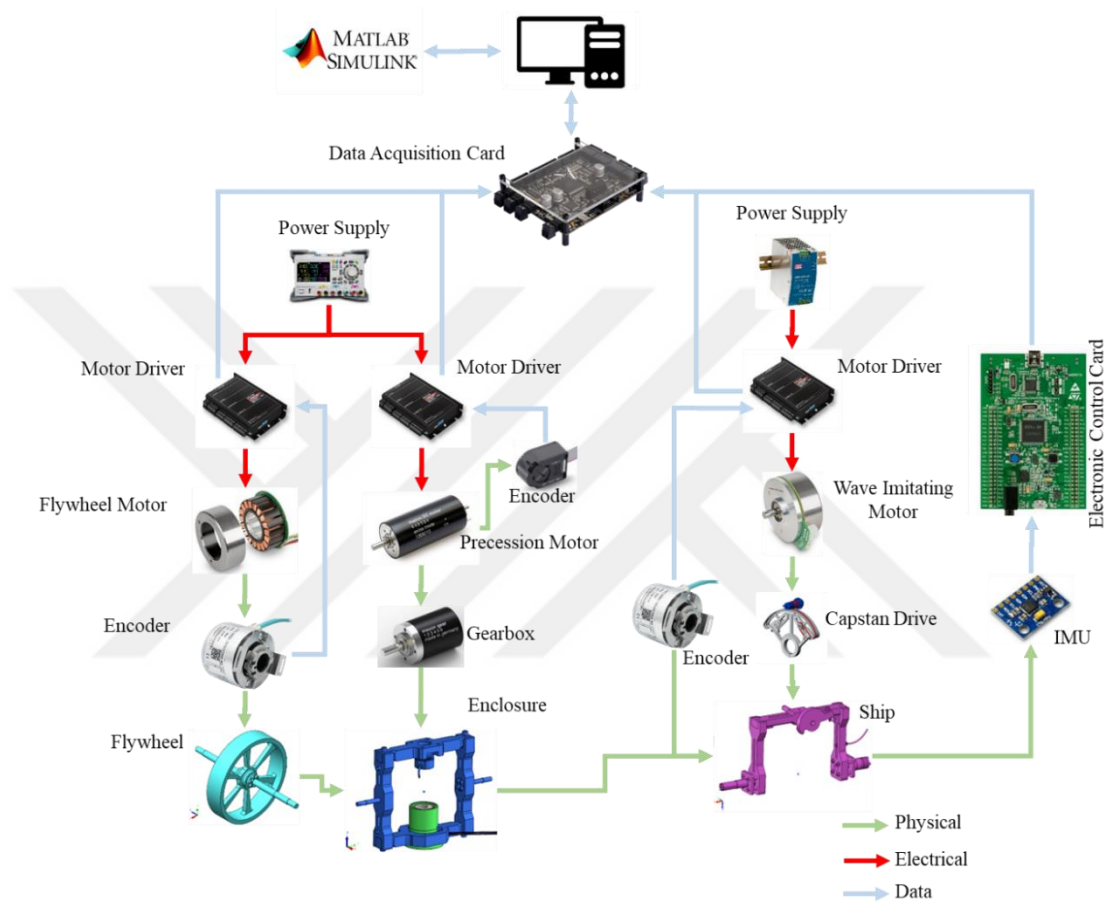 MATLAB
SIMULINK®
Data Acquisition Card
Power Supply
Power Supply
Motor Driver
Motor Driver
Motor Driver
Electronic Control Card
Flywheel Motor
Encoder
Precession Motor
Wave Imitating
Motor
Encoder
Gearbox
Encoder
Capstan Drive
IMU
Flywheel
Enclosure
Ship
Physical
Electrical
Data